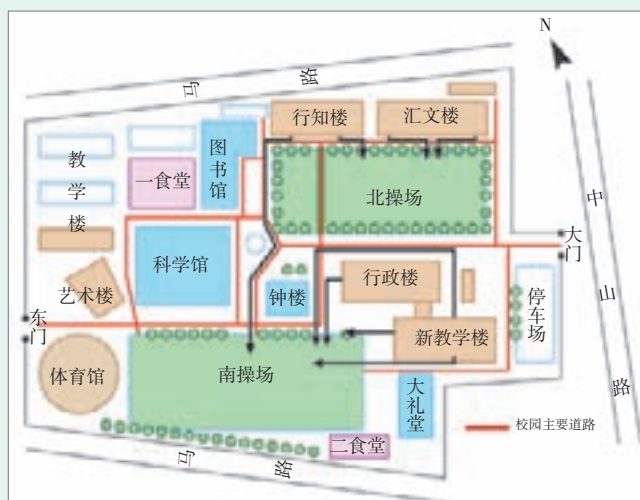 N
马 路
行知楼
汇文楼
图书馆
教学楼
一食堂
北操场
中山路
大门
科学馆
行政楼
艺术楼
钟楼
停车场
东门
新教学楼
体育馆
南操场
大礼堂
校园主要道路
二食堂
马 路